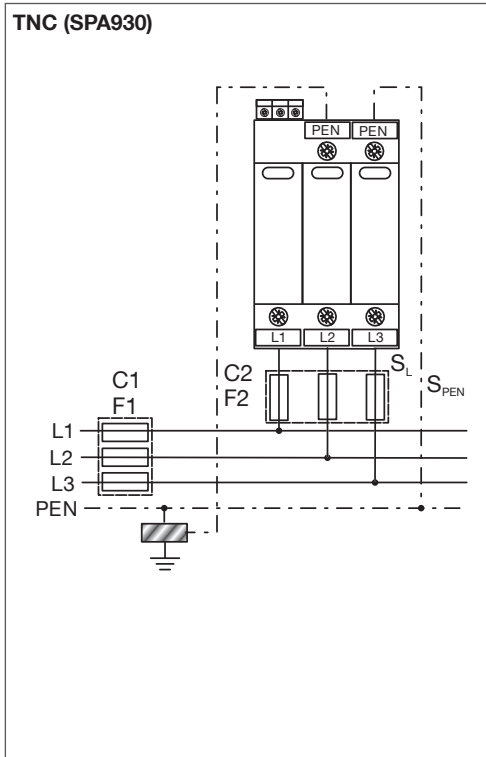 TNC (SPA930)
PEN PEN
L1 L2 L3
C1
F1
C2
F2
SL
SPEN
L1
L2
L3
PEN